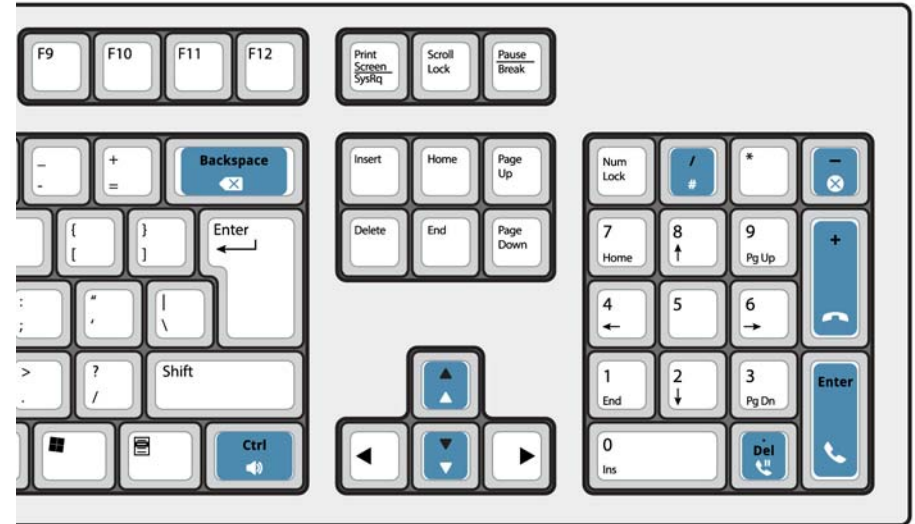 F9 F10 F11 F12 Print Scroll Pause
Screen Lock Break
SysRq
_ + Backspace Insert Home Page Num / * –
- = Up Lock #
{ } Enter Delete End Page 7 8 9 +
[ ] Down Home ↑ Pg Up
: " | 4 5 6
; ' \ ← →
> ? Shift 1 2 3 Enter
. / End ↓ Pg Dn
Ctrl 0 .
Ins Del